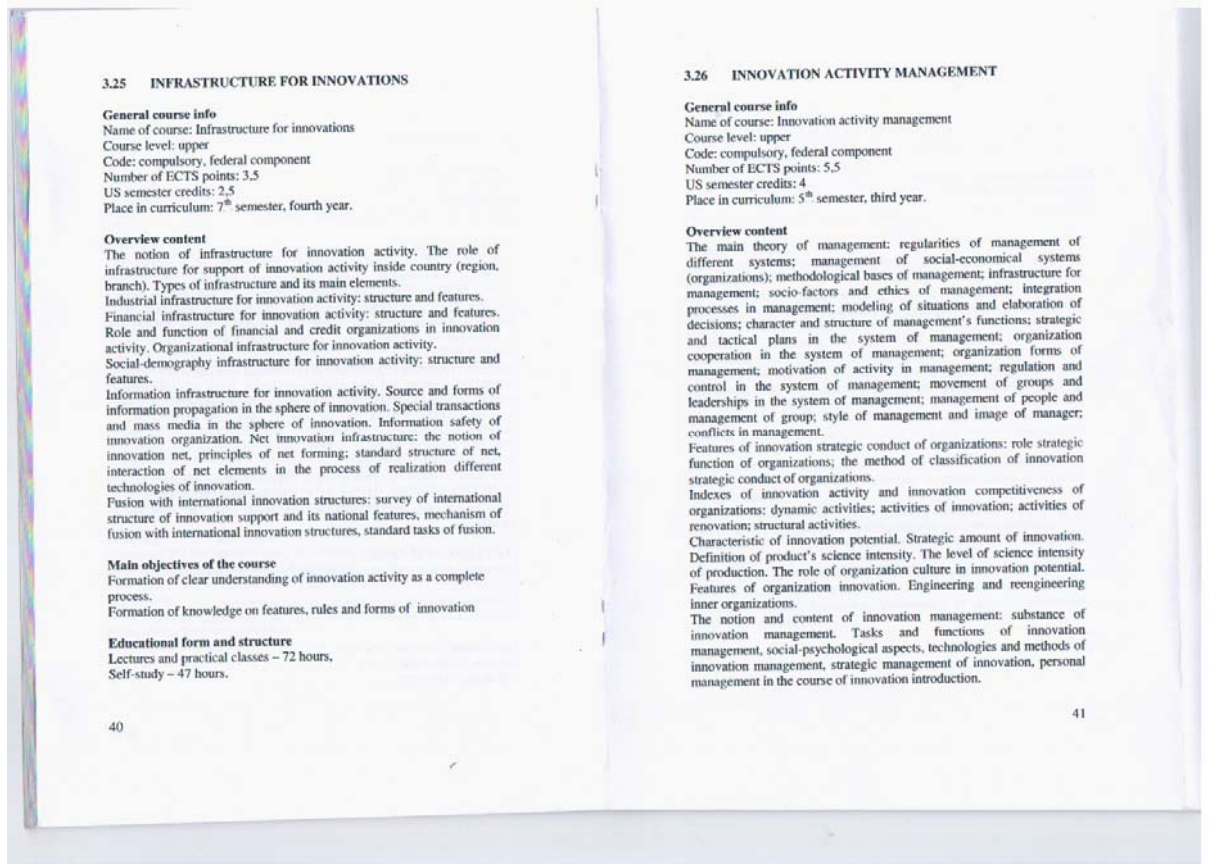 3.25 INFRASTRUCTURE FOR INNOVATIONS
General course info
Name of course: Infrastructure for innovations
Course level: upper
Code: compulsory, federal component
Number of ECTS points: 3,5
US semester credits: 2,5
Place in curriculum: 7th semester, fourth year.
Overview content
The notion of infrastructure for innovation activity. The role of
infrastructure for support of innovation activity inside country (region,
branch). Types of infrastructure and its main elements.
Industrial infrastructure for innovation activity: structure and features.
Financial infrastructure for innovation activity: structure and features.
Role and function of financial and credit organizations in innovation
activity. Organizational infrastructure for innovation activity.
Social-demography infrastructure for innovation activity: structure and
features.
Information infrastructure for innovation activity. Source and forms of
information propagation in the sphere of innovation. Special transactions
and mass media in the sphere of innovation. Information safety of
innovation organization. Net innovation infrastructure: the notion of
innovation net, principles of net forming; standard structure of net,
interaction of net elements in the process of realization different
technologies of innovation.
Fusion with international innovation structures: survey of international
structure of innovation support and its national features, mechanism of
fusion with international innovation structures, standard tasks of fusion.
Main objectives of the course
Formation of clear understanding of innovation activity as a complete
process.
Formation of knowledge on features, rules and forms of innovation
Educational form and structure
Lectures and practical classes – 72 hours,
Self-study – 47 hours.
40
3.26 INNOVATION ACTIVITY MANAGEMENT
General course info
Name of course: Innovation activity management
Course level: upper
Code: compulsory, federal component
Number of ECTS points: 5,5
US semester credits: 4
Place in curriculum: 5th semester, third year.
Overview content
The main theory of management: regularities of management of
different systems; management of social-economical systems
(organizations); methodological bases of management; infrastructure for
management; socio-factors and ethics of management; integration
processes in management; modeling of situations and elaboration of
decisions; character and structure of management's functions; strategic
and tactical plans in the system of management; organization
cooperation in the system of management; organization forms of
management; motivation of activity in management; regulation and
control in the system of management; movement of groups and
leaderships in the system of management; management of people and
management of group; style of management and image of manager;
conflicts in management.
Features of innovation strategic conduct of organizations: role strategic
function of organizations; the method of classification of innovation
strategic conduct of organizations.
Indexes of innovation activity and innovation competitiveness of
organizations: dynamic activities; activities of innovation; activities of
renovation; structural activities.
Characteristic of innovation potential. Strategic amount of innovation.
Definition of product's science intensity. The level of science intensity
of production. The role of organization culture in innovation potential.
Features of organization innovation. Engineering and reengineering
inner organizations.
The notion and content of innovation management: substance of
innovation management. Tasks and functions of innovation
management, social-psychological aspects, technologies and methods of
innovation management, strategic management of innovation, personal
management in the course of innovation introduction.
41